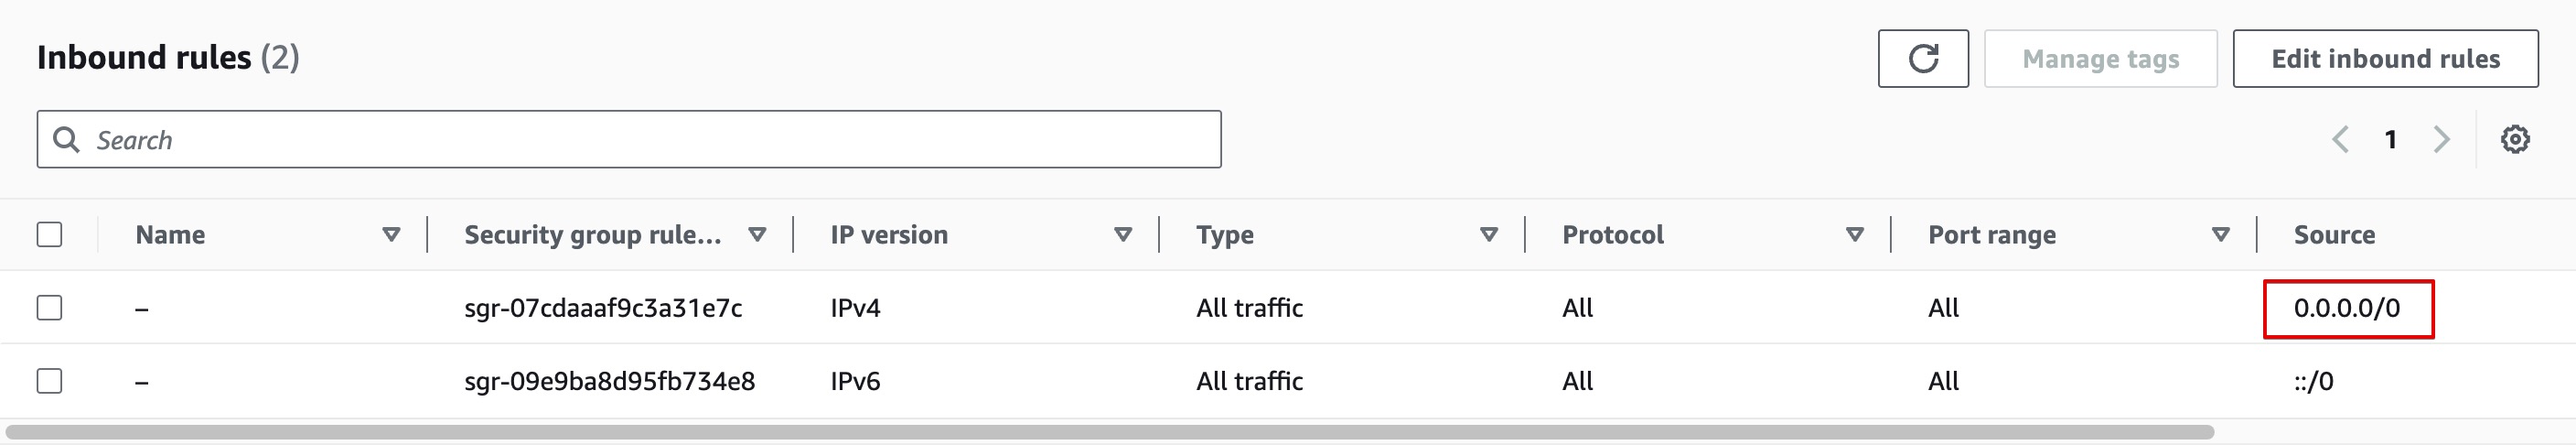 Inbound rules (2)
Manage tags
Edit inbound rules
Search
1
Name Security group rule... IP version Type Protocol Port range Source
– sgr-07cdaaaf9c3a31e7c IPv4 All traffic All All 0.0.0.0/0
– sgr-09e9ba8d95fb734e8 IPv6 All traffic All All ::/0